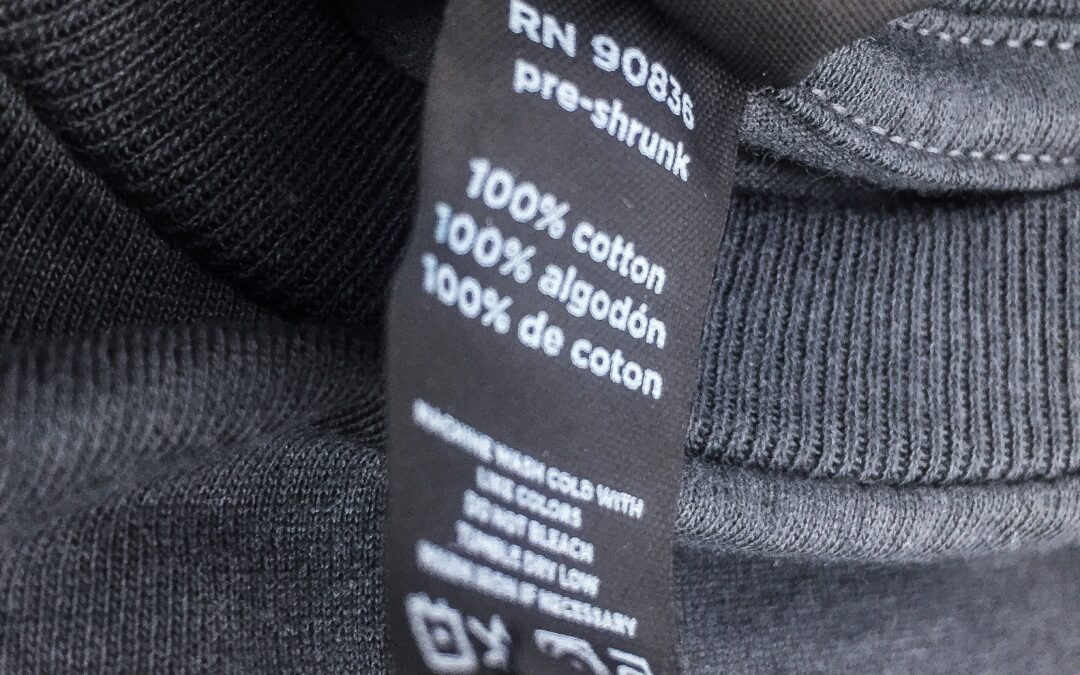 RN 90836
pre-shrunk
100% cotton
100% algodón
100% de coton
MACHINE WASH COLD WITH
LIKE COLORS
DO NOT BLEACH
TUMBLE DRY LOW
IRON IF NECESSARY